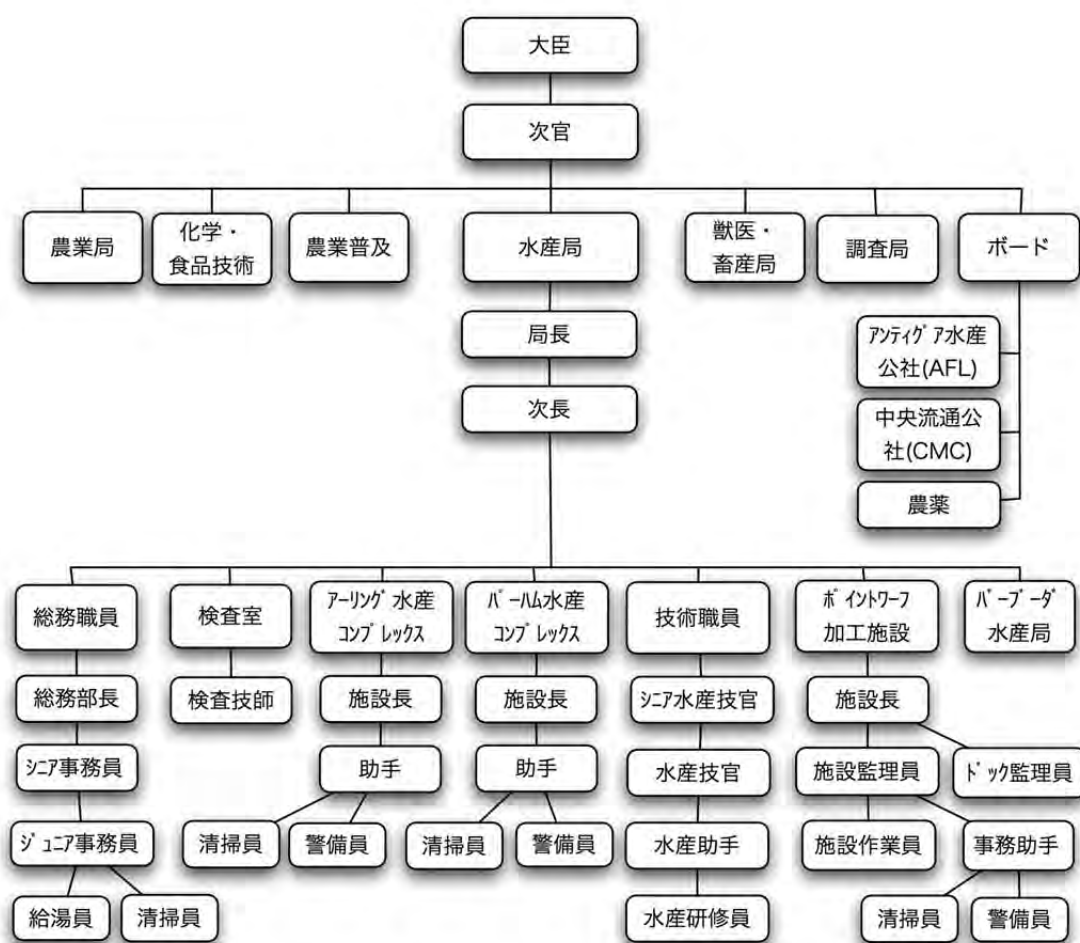 大臣
次官
農業局
化学・
食品技術
農業普及
水産局
獣医・
畜産局
調査局
ボード
局長
次長
ｱﾝﾃｨｸﾞｱ水産
公社(AFL)
中央流通公
社(CMC)
農薬
総務職員
検査室
ｱｰﾘﾝｸﾞ水産
ｺﾝﾌﾟﾚｯｸｽ
ﾊﾟｰﾊﾑ水産
ｺﾝﾌﾟﾚｯｸｽ
技術職員
ﾎﾟｲﾝﾄﾜｰﾌ
加工施設
ﾊﾞｰﾌﾞｰﾀﾞ
水産局
総務部長
検査技師
施設長
施設長
ｼﾆｱ水産技官
施設長
ｼﾆｱ事務員
助手
助手
水産技官
施設監理員
ﾄﾞｯｸ監理員
ｼﾞｭﾆｱ事務員
清掃員
警備員
清掃員
警備員
水産助手
施設作業員
事務助手
給湯員
清掃員
水産研修員
清掃員
警備員